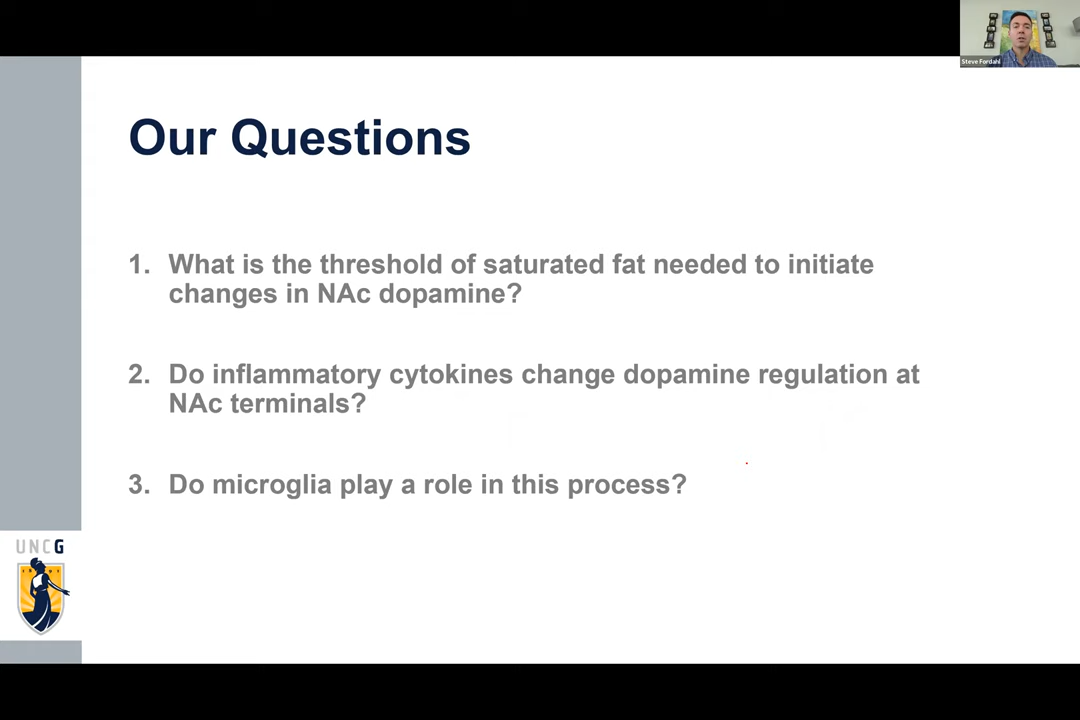 Steve Fordahl
Our Questions
1. What is the threshold of saturated fat needed to initiate
changes in NAc dopamine?
2. Do inflammatory cytokines change dopamine regulation at
NAc terminals?
3. Do microglia play a role in this process?
UNCG